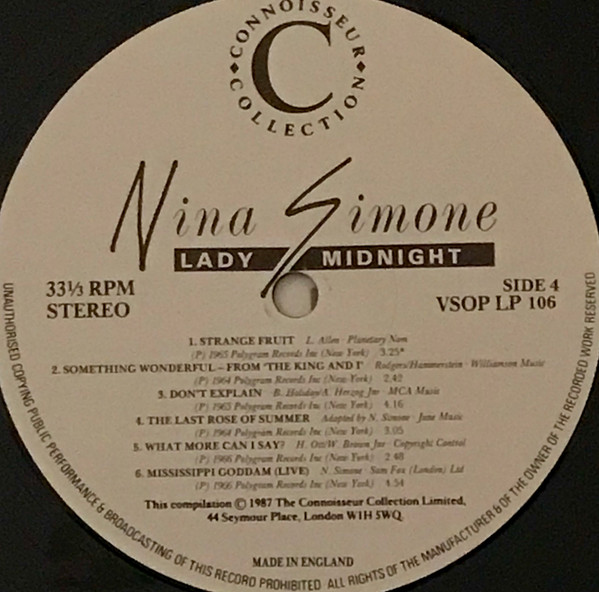 CONNOISSEUR
C
COLLECTION
Nina Simone
LADY MIDNIGHT
33⅓ RPM
STEREO
SIDE 4
VSOP LP 106
1. STRANGE FRUIT L. Allen · Planetary Nom
(P) 1965 Polygram Records Inc (New York) 3.25*
2. SOMETHING WONDERFUL – FROM 'THE KING AND I' Rodgers/Hammerstein · Williamson Music
(P) 1964 Polygram Records Inc (New York) 2.42
3. DON'T EXPLAIN B. Holiday/A. Herzog Jnr · MCA Music
(P) 1965 Polygram Records Inc (New York) 4.16
4. THE LAST ROSE OF SUMMER Adapted by N. Simone · Jane Music
(P) 1964 Polygram Records Inc (New York) 3.05
5. WHAT MORE CAN I SAY? H. Ott/W. Brown Jnr · Copyright Control
(P) 1966 Polygram Records Inc (New York) 2.48
6. MISSISSIPPI GODDAM (LIVE) N. Simone · Sam Fox (London) Ltd
(P) 1966 Polygram Records Inc (New York) 4.54
This compilation © 1987 The Connoisseur Collection Limited,
44 Seymour Place, London W1H 5WQ.
MADE IN ENGLAND
UNAUTHORISED COPYING PUBLIC PERFORMANCE & BROADCASTING OF THIS RECORD PROHIBITED ALL RIGHTS OF THE MANUFACTURER & OF THE OWNER OF THE RECORDED WORK RESERVED